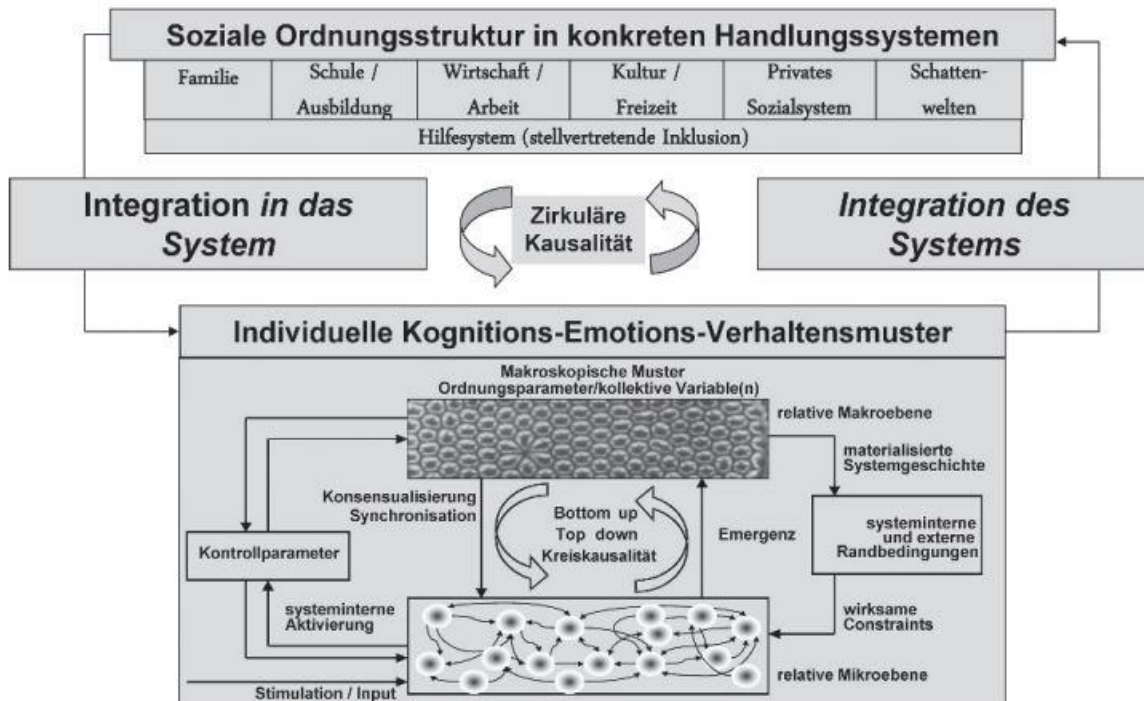 Soziale Ordnungsstruktur in konkreten Handlungssystemen
Familie
Schule /
Ausbildung
Wirtschaft /
Arbeit
Kultur /
Freizeit
Privates
Sozialsystem
Schatten-
welten
Hilfesystem (stellvertretende Inklusion)
Integration in das
System
Zirkuläre
Kausalität
Integration des
Systems
Individuelle Kognitions-Emotions-Verhaltensmuster
Makroskopische Muster
Ordnungsparameter/kollektive Variable(n)
relative Makroebene
materialisierte
Systemgeschichte
Konsensualisierung
Synchronisation
Bottom up
Top down
Kreiskausalität
Emergenz
systeminterne
und externe
Randbedingungen
Kontrollparameter
systeminterne
Aktivierung
wirksame
Constraints
relative Mikroebene
Stimulation / Input